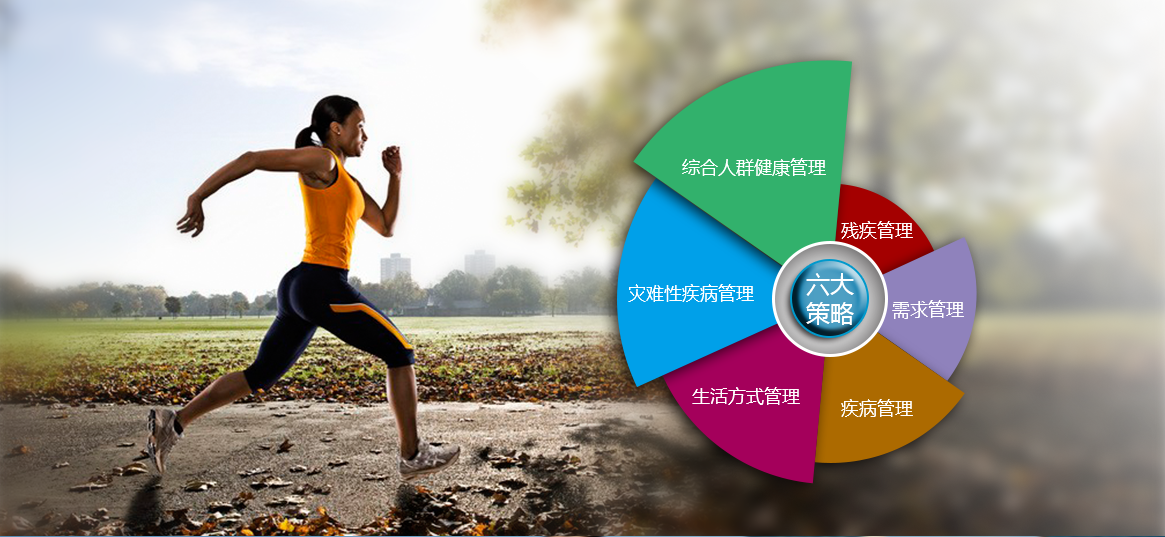 综合人群健康管理
残疾管理
灾难性疾病管理
六大
策略
需求管理
生活方式管理
疾病管理